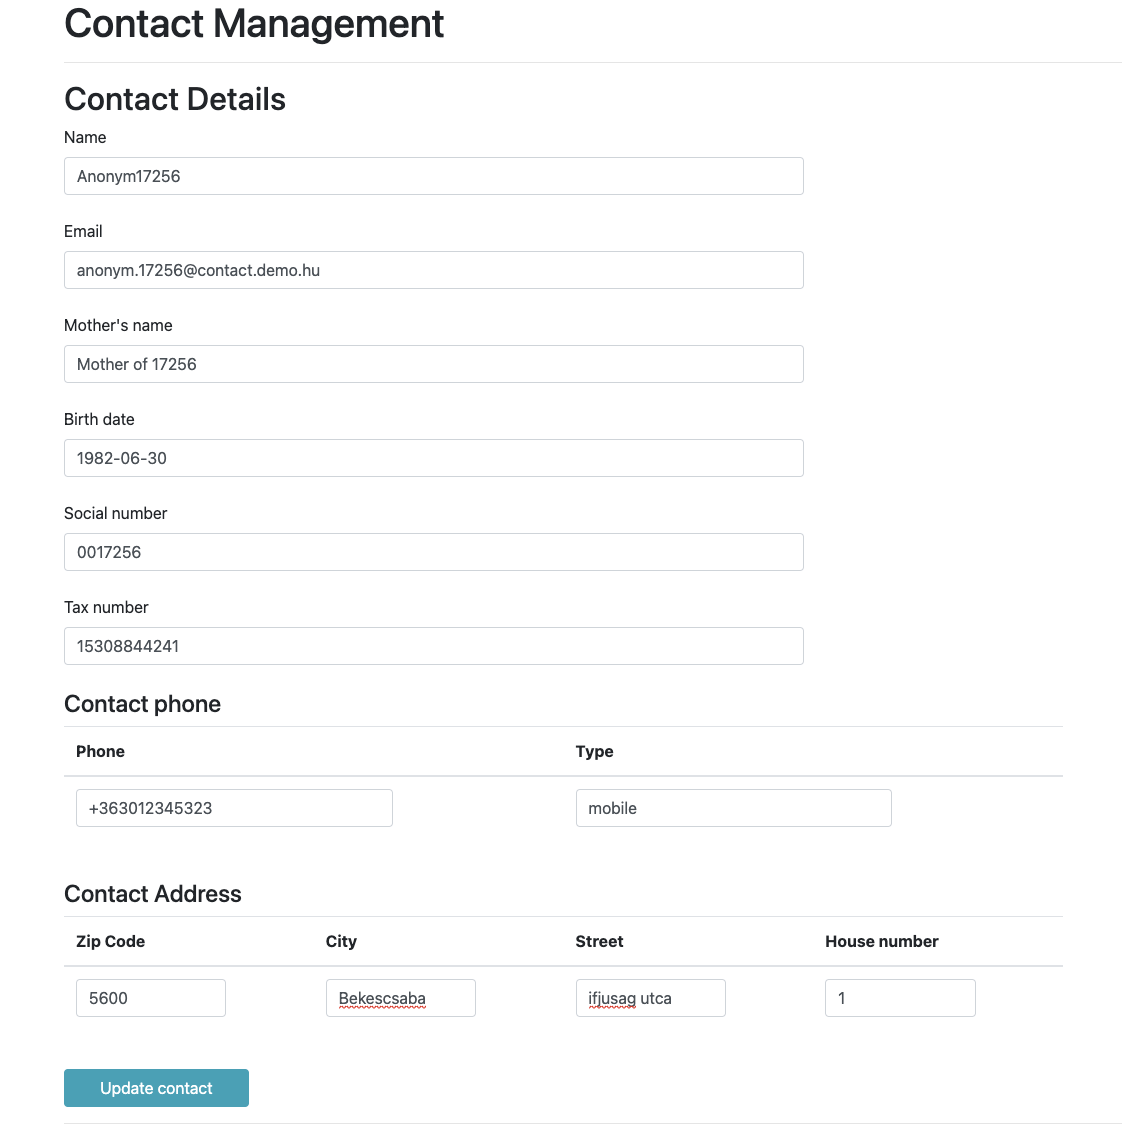 Contact Management
Contact Details
Name
Anonym17256
Email
anonym.17256@contact.demo.hu
Mother's name
Mother of 17256
Birth date
1982-06-30
Social number
0017256
Tax number
15308844241
Contact phone
Phone Type
+363012345323 mobile
Contact Address
Zip Code City Street House number
5600 Bekescsaba ifjusag utca 1
Update contact